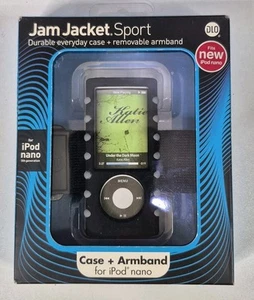 Jam Jacket.Sport
Durable everyday case + removable armband
DLO
Fits
new
iPod nano
for
iPod
nano
Katie
Allen
Under the Dark Moon
MENU
Case + Armband
for iPod® nano